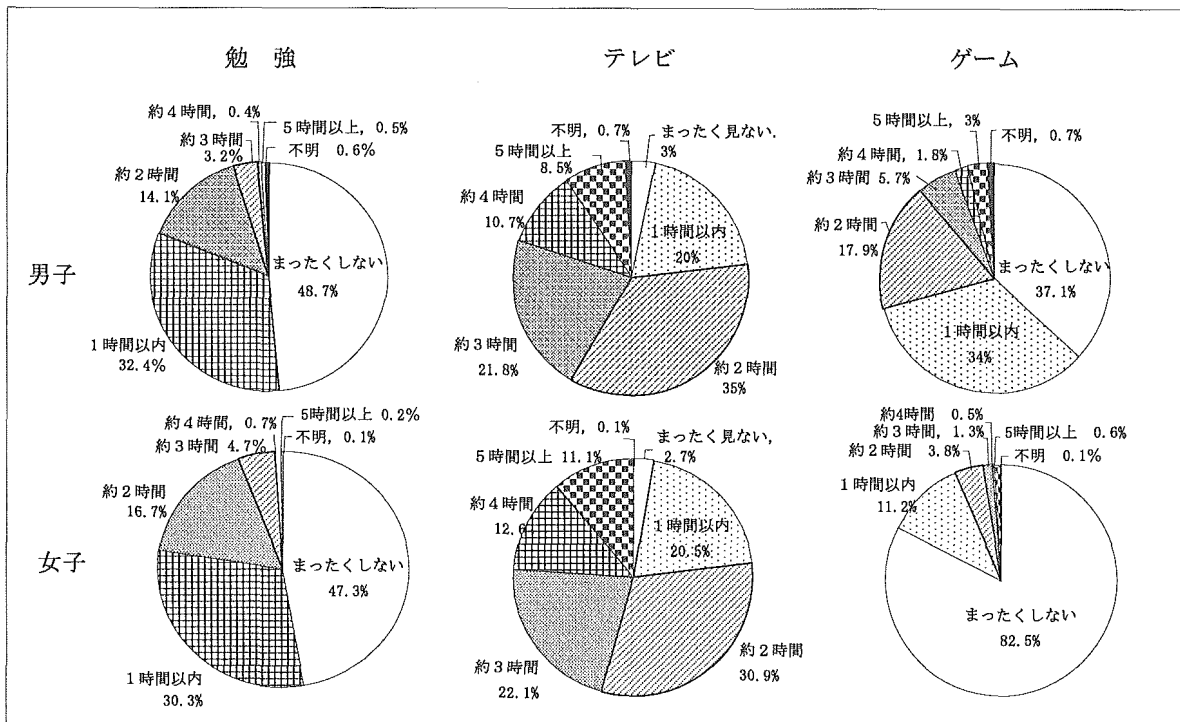 勉 強
テレビ
ゲーム
男子
約4時間, 0.4%
5時間以上, 0.5%
約3時間
3.2%
不明 0.6%
約2時間
14.1%
まったくしない
48.7%
1時間以内
32.4%
不明, 0.7%
まったく見ない.
3%
5時間以上
8.5%
約4時間
10.7%
1時間以内
20%
約3時間
21.8%
約2時間
35%
5時間以上, 3%
不明, 0.7%
約4時間, 1.8%
約3時間 5.7%
約2時間
17.9%
まったくしない
37.1%
1時間以内
34%
女子
約4時間, 0.7%
5時間以上 0.2%
約3時間 4.7%
不明, 0.1%
約2時間
16.7%
まったくしない
47.3%
1時間以内
30.3%
不明, 0.1%
まったく見ない,
2.7%
5時間以上 11.1%
約4時間
12.6
1時間以内
20.5%
約3時間
22.1%
約2時間
30.9%
約4時間 0.5%
約3時間, 1.3%
5時間以上 0.6%
約2時間 3.8%
不明 0.1%
1時間以内
11.2%
まったくしない
82.5%